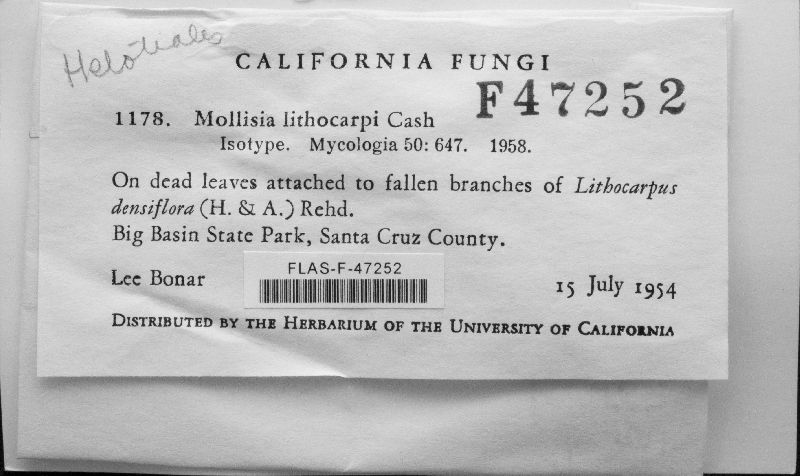 Helotiales
CALIFORNIA FUNGI
F47252
1178. Mollisia lithocarpi Cash
Isotype. Mycologia 50: 647. 1958.
On dead leaves attached to fallen branches of Lithocarpus
densiflora (H. & A.) Rehd.
Big Basin State Park, Santa Cruz County.
Lee Bonar
FLAS-F-47252
15 July 1954
DISTRIBUTED BY THE HERBARIUM OF THE UNIVERSITY OF CALIFORNIA